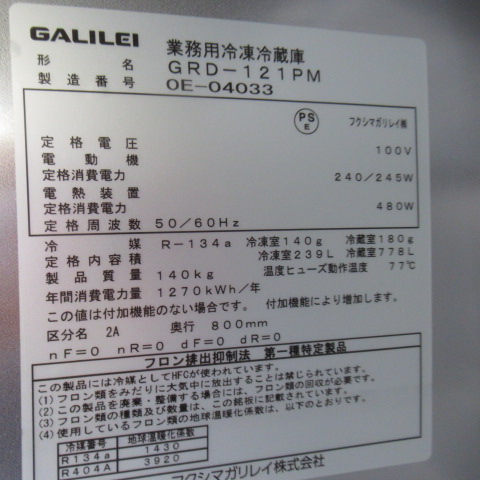 GALILEI 業務用冷凍冷蔵庫
形名 GRD-121PM
製造番号 0E-04033
PS E フクシマガリレイ㈱
定格電圧 100V
電動機
定格消費電力 240/245W
電熱装置
定格消費電力 480W
定格周波数 50/60Hz
冷媒 R-134a 冷凍室140g 冷蔵室180g
定格内容積 冷凍室239L 冷蔵室778L
製品質量 140kg 温度ヒューズ動作温度 77℃
年間消費電力量 1270kWh/年
この値は付加機能のない場合です。 付加機能により増加します。
区分名 2A 奥行 800mm
nF=0 nR=0 dF=0 dR=0
フロン排出抑制法 第一種特定製品
この製品には冷媒としてHFCが使われています。
(1)フロン類をみだりに大気中に放出することは禁じられています。
(2)この製品を廃棄・整備する場合には、フロン類の回収が必要です。
(3)フロン類の種類及び数量は、この銘板に記載されています。
(4)使用しているフロン類の地球温暖化係数は、以下のとおりです。
冷媒番号 地球温暖化係数
R134a 1430
R404A 3920
フクシマガリレイ株式会社